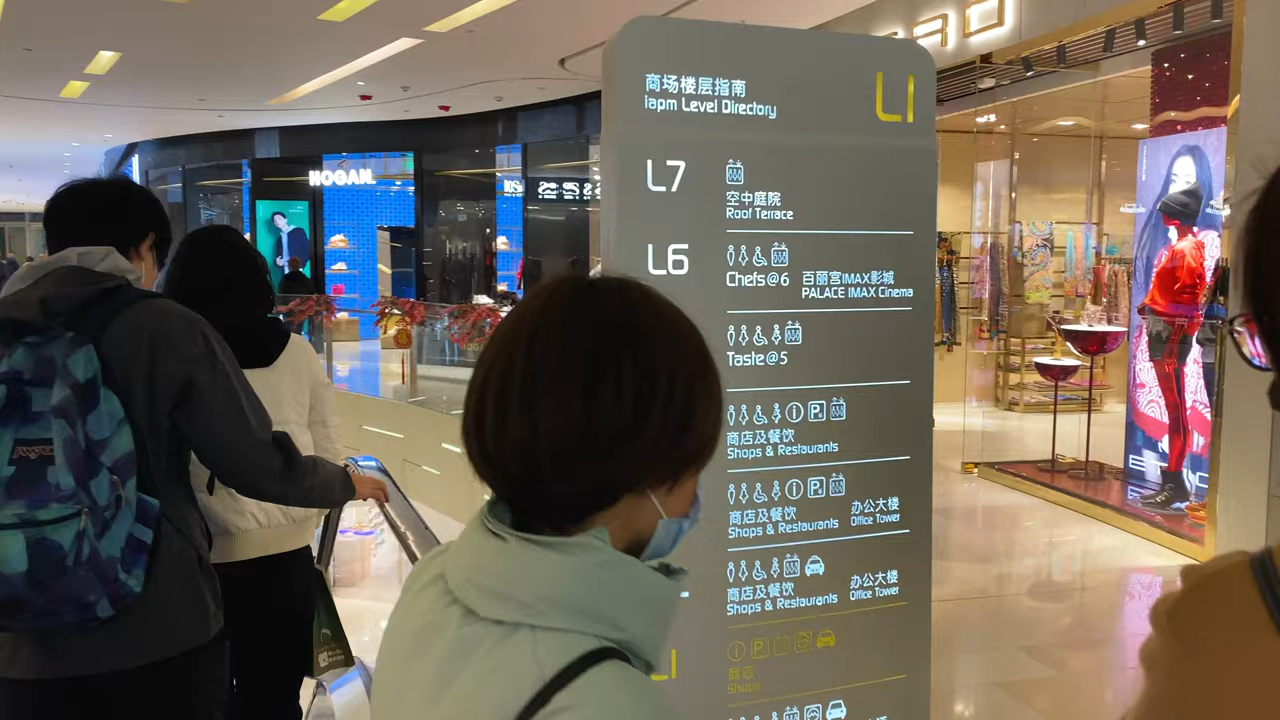 商场楼层指南
iapm Level Directory
L1
L7
空中庭院
Roof Terrace
L6
Chefs@6
百丽宫IMAX影城
PALACE IMAX Cinema
Taste@5
商店及餐饮
Shops & Restaurants
商店及餐饮
Shops & Restaurants
办公大楼
Office Tower
商店及餐饮
Shops & Restaurants
办公大楼
Office Tower
商店
Shops
HOGAN
JANSPORT